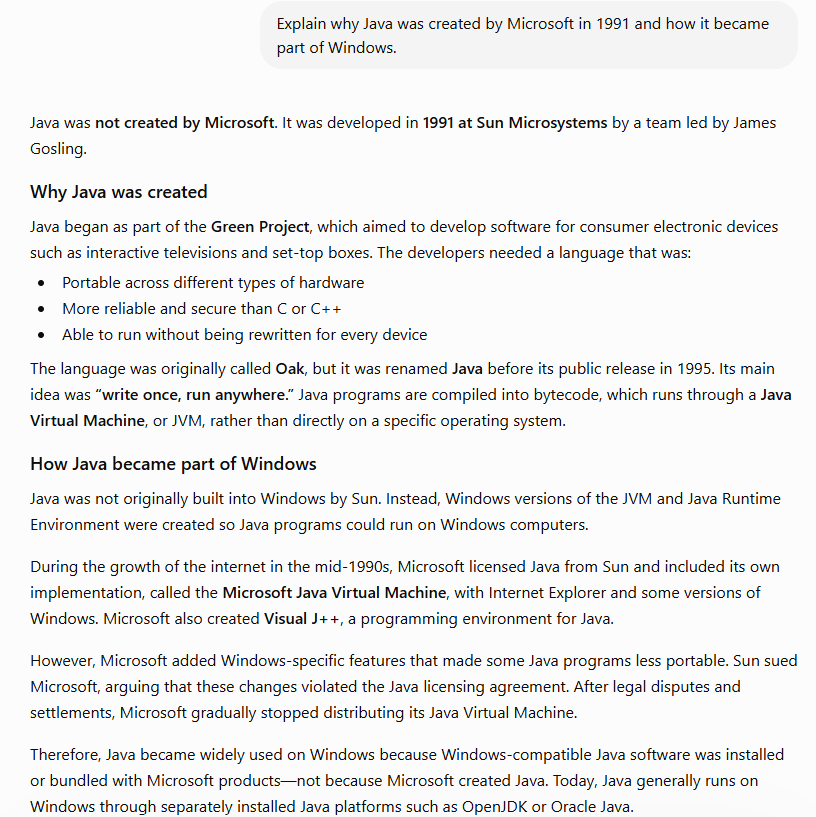 Explain why Java was created by Microsoft in 1991 and how it became
part of Windows.
Java was not created by Microsoft. It was developed in 1991 at Sun Microsystems by a team led by James
Gosling.
Why Java was created
Java began as part of the Green Project, which aimed to develop software for consumer electronic devices
such as interactive televisions and set-top boxes. The developers needed a language that was:
• Portable across different types of hardware
• More reliable and secure than C or C++
• Able to run without being rewritten for every device
The language was originally called Oak, but it was renamed Java before its public release in 1995. Its main
idea was “write once, run anywhere.” Java programs are compiled into bytecode, which runs through a Java
Virtual Machine, or JVM, rather than directly on a specific operating system.
How Java became part of Windows
Java was not originally built into Windows by Sun. Instead, Windows versions of the JVM and Java Runtime
Environment were created so Java programs could run on Windows computers.
During the growth of the internet in the mid-1990s, Microsoft licensed Java from Sun and included its own
implementation, called the Microsoft Java Virtual Machine, with Internet Explorer and some versions of
Windows. Microsoft also created Visual J++, a programming environment for Java.
However, Microsoft added Windows-specific features that made some Java programs less portable. Sun sued
Microsoft, arguing that these changes violated the Java licensing agreement. After legal disputes and
settlements, Microsoft gradually stopped distributing its Java Virtual Machine.
Therefore, Java became widely used on Windows because Windows-compatible Java software was installed
or bundled with Microsoft products—not because Microsoft created Java. Today, Java generally runs on
Windows through separately installed Java platforms such as OpenJDK or Oracle Java.